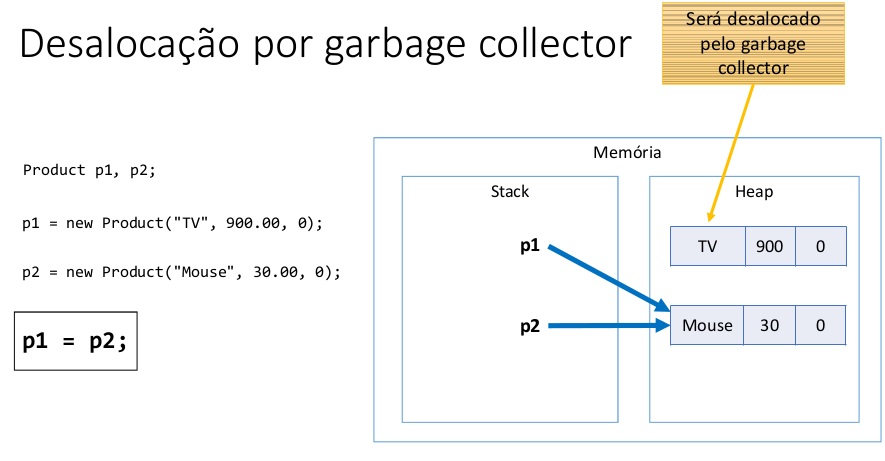 Desalocação por garbage collector
Será desalocado
pelo garbage
collector
Product p1, p2;
p1 = new Product("TV", 900.00, 0);
p2 = new Product("Mouse", 30.00, 0);
p1 = p2;
Memória
Stack
Heap
p1
TV 900 0
p2
Mouse 30 0